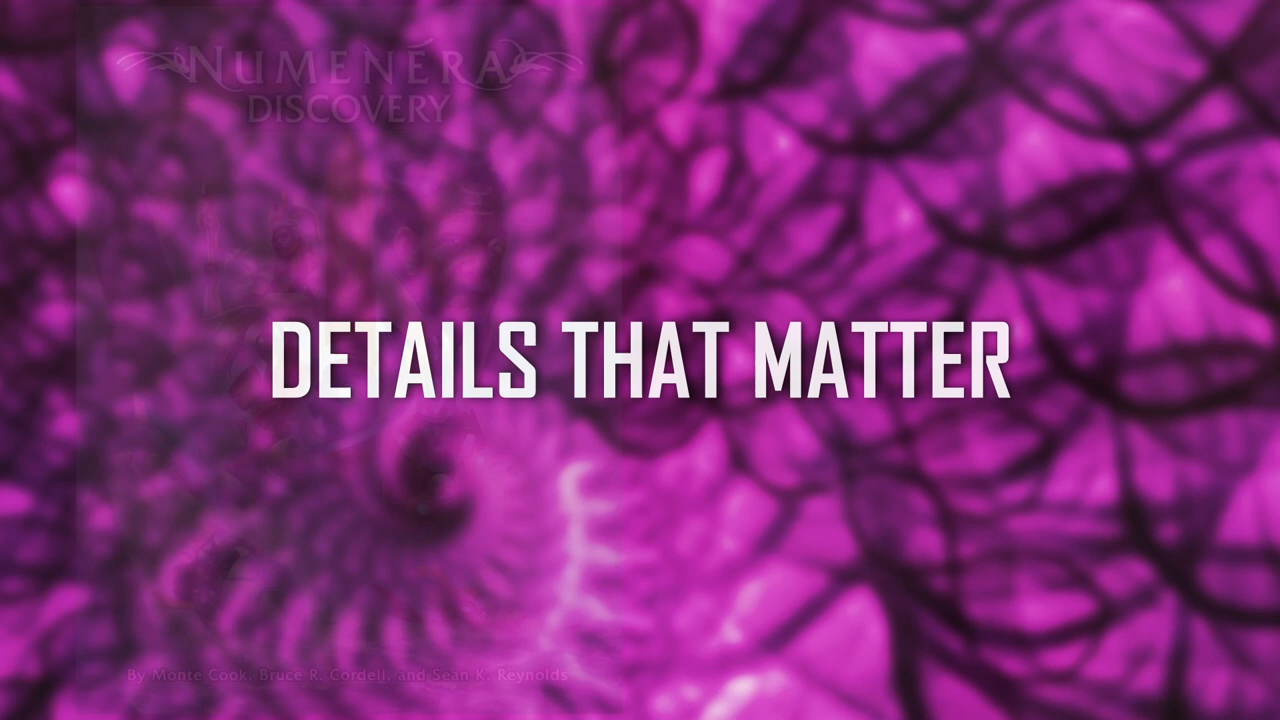 NUMENERA
DISCOVERY
DETAILS THAT MATTER
By Monte Cook, Bruce R. Cordell, and Sean K. Reynolds